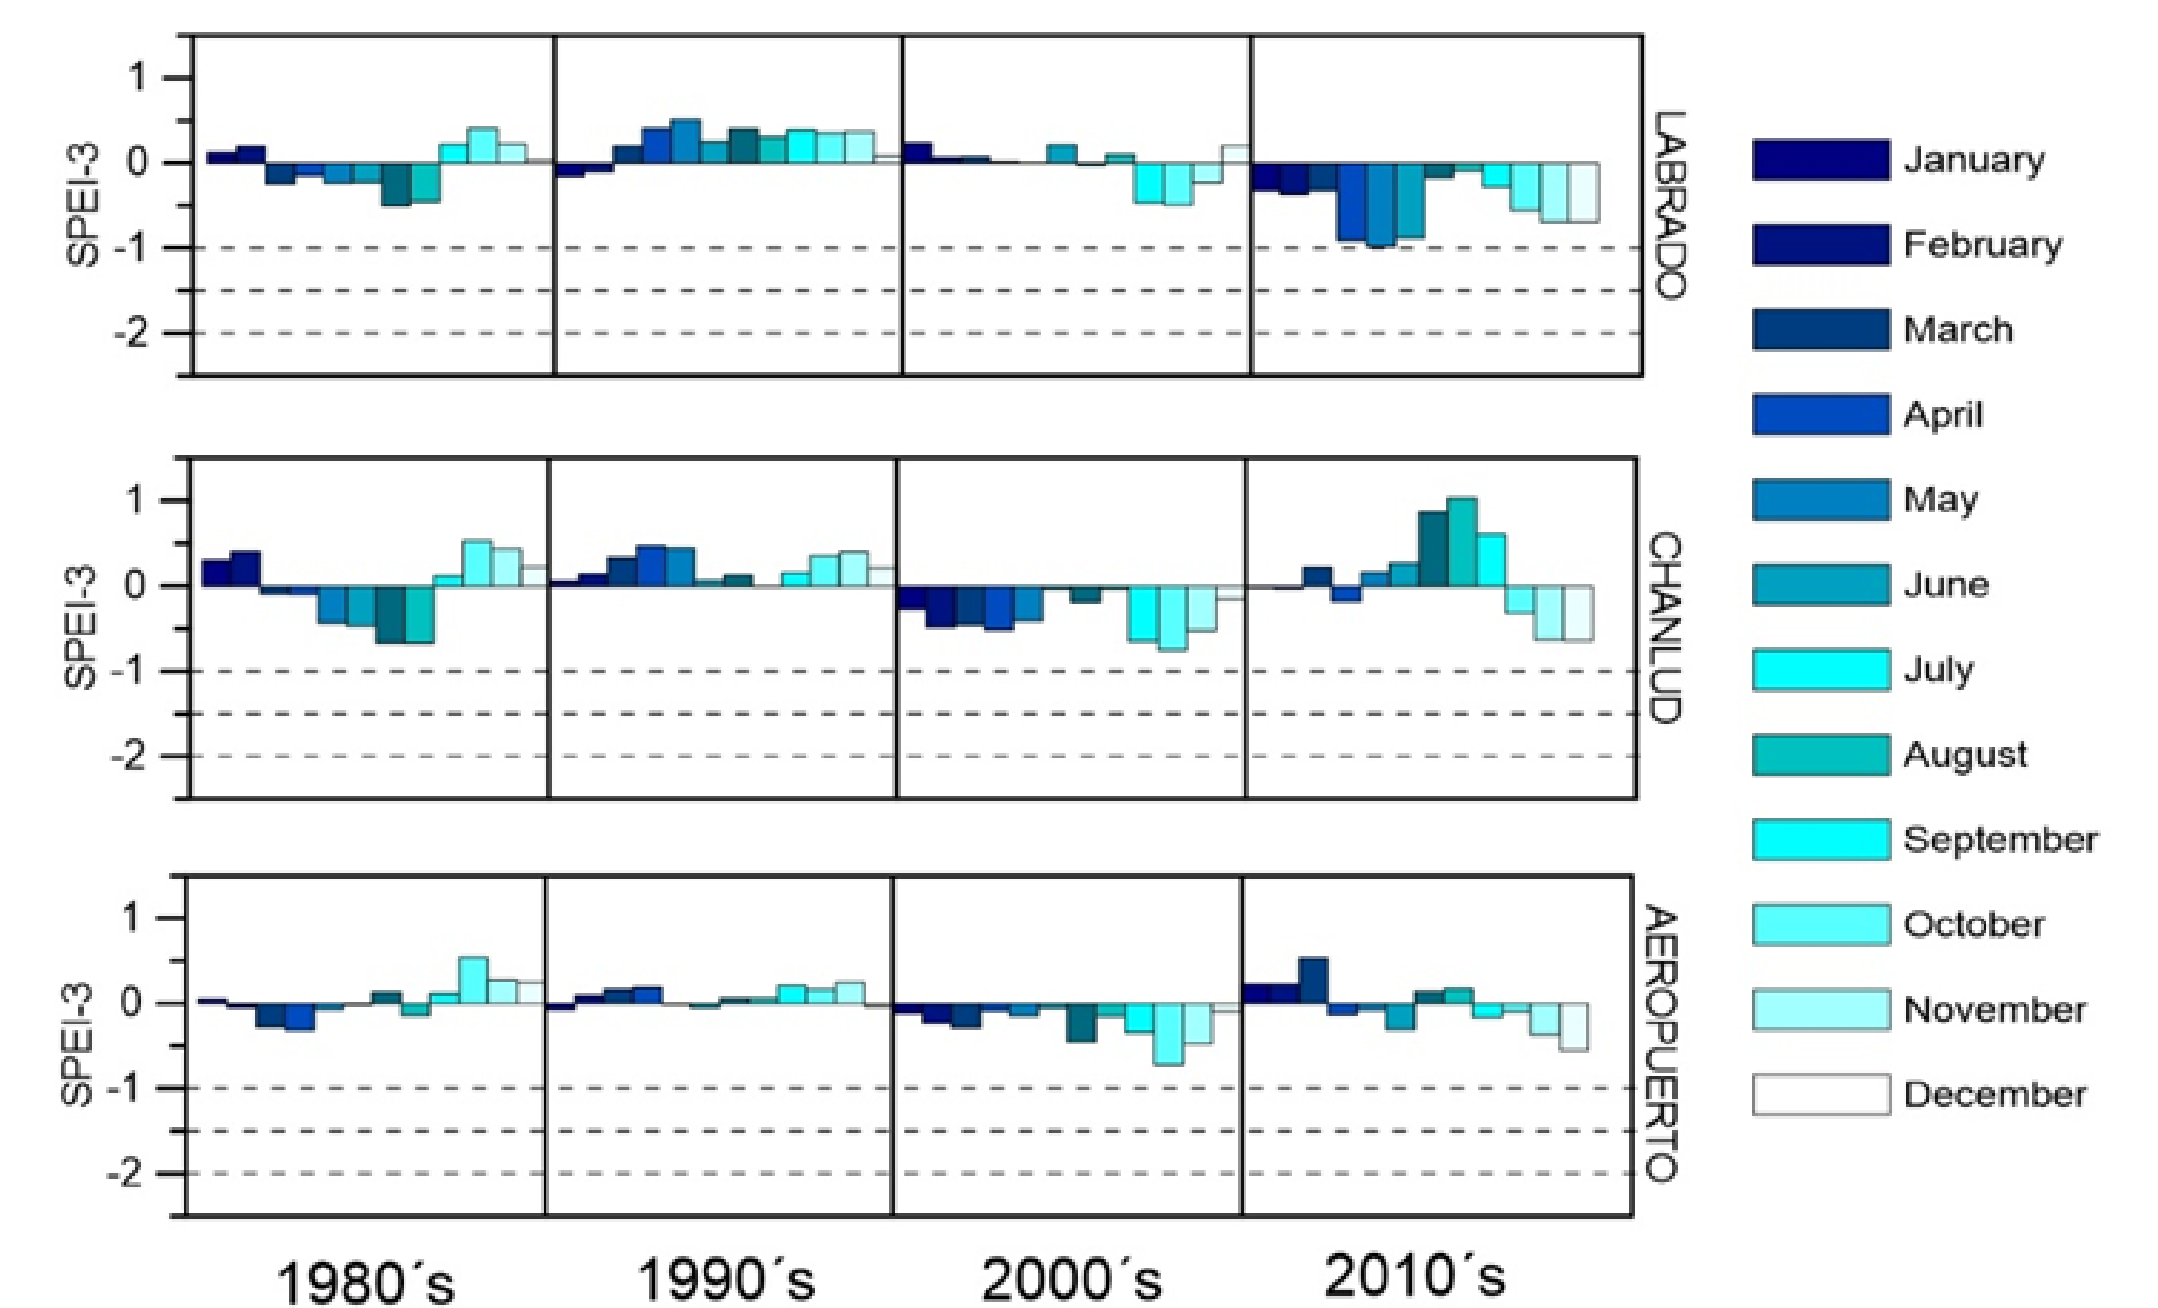 1
0
-1
-2
SPEI-3
LABRADO
1
0
-1
-2
SPEI-3
CHANLUD
1
0
-1
-2
SPEI-3
AEROPUERTO
1980´s
1990´s
2000´s
2010´s
January
February
March
April
May
June
July
August
September
October
November
December